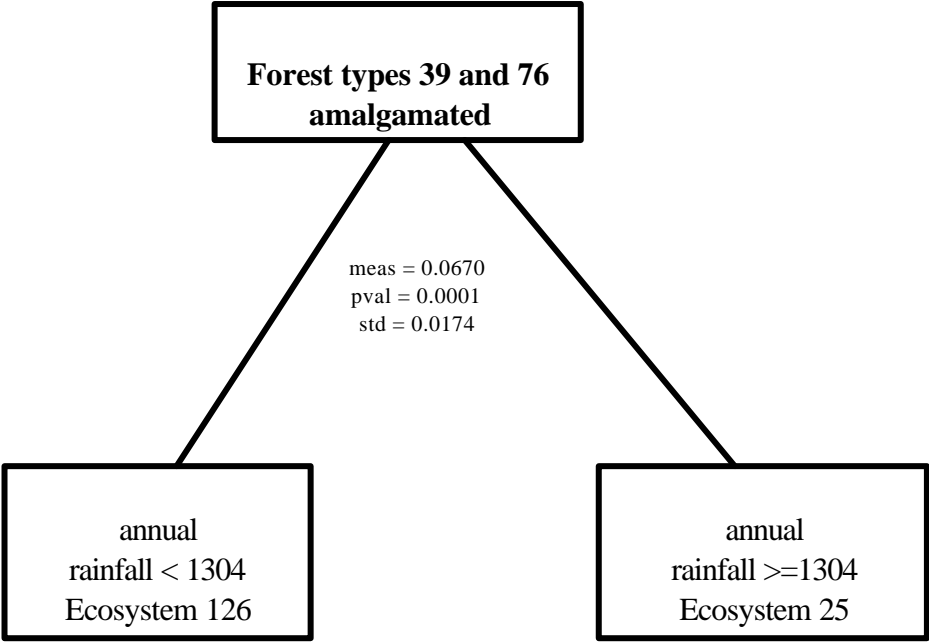 Forest types 39 and 76
amalgamated
meas = 0.0670
pval = 0.0001
std = 0.0174
annual
rainfall < 1304
Ecosystem 126
annual
rainfall >=1304
Ecosystem 25